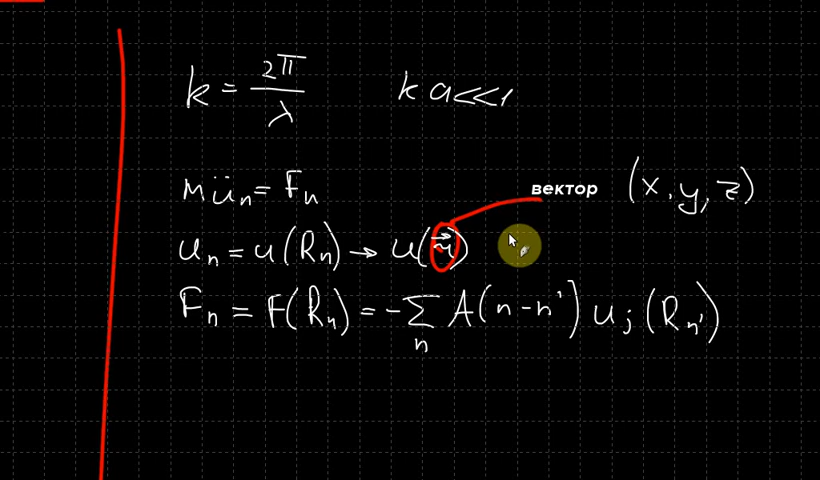 k = 2π/λ ka<<1
mü_n = F_n вектор (x, y, z)
u_n = u(R_n) → u(r⃗)
F_n = F(R_n) = -∑_n A(n-n') u_j (R_n')